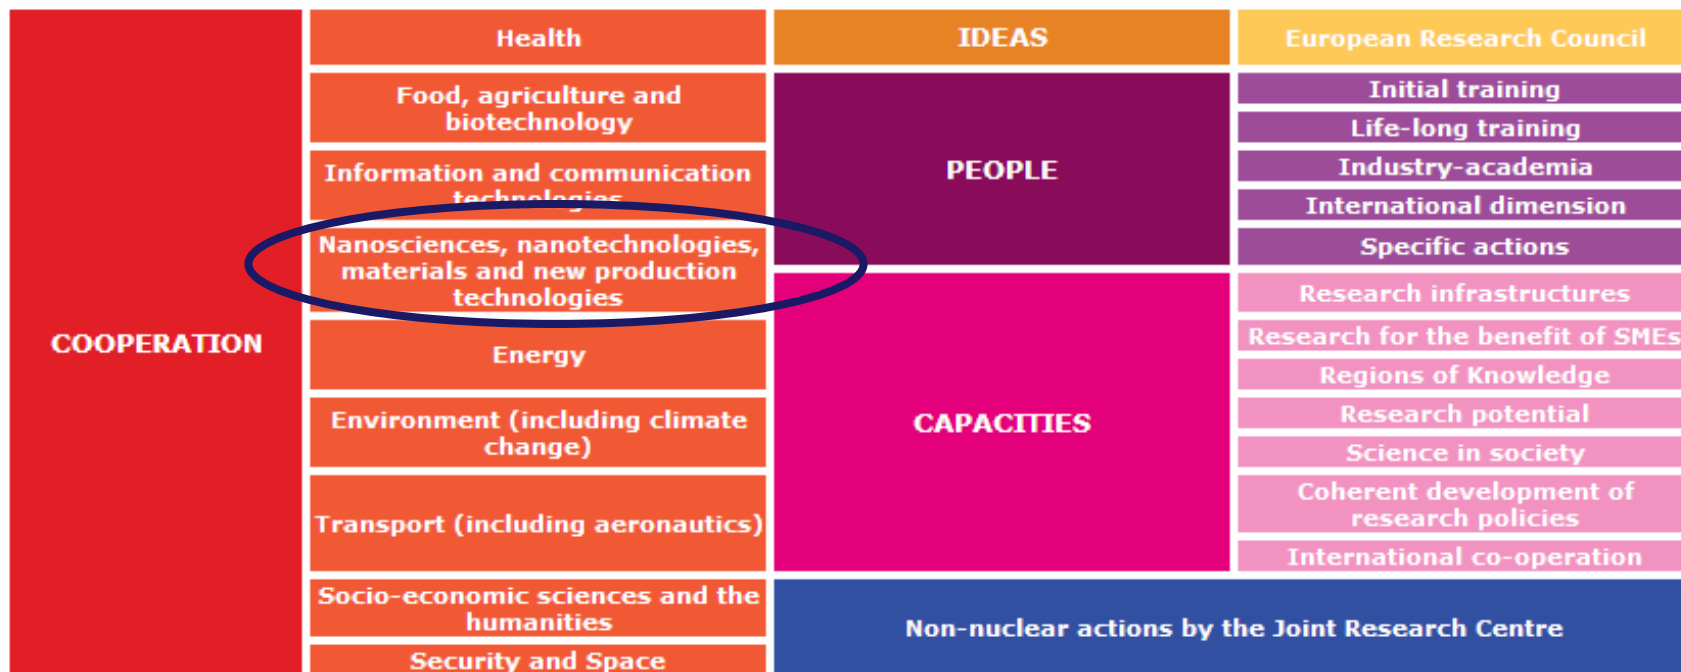 COOPERATION
Health
Food, agriculture and
biotechnology
Information and communication
technologies
Nanosciences, nanotechnologies,
materials and new production
technologies
Energy
Environment (including climate
change)
Transport (including aeronautics)
Socio-economic sciences and the
humanities
Security and Space
IDEAS
European Research Council
PEOPLE
Initial training
Life-long training
Industry-academia
International dimension
Specific actions
CAPACITIES
Research infrastructures
Research for the benefit of SMEs
Regions of Knowledge
Research potential
Science in society
Coherent development of
research policies
International co-operation
Non-nuclear actions by the Joint Research Centre